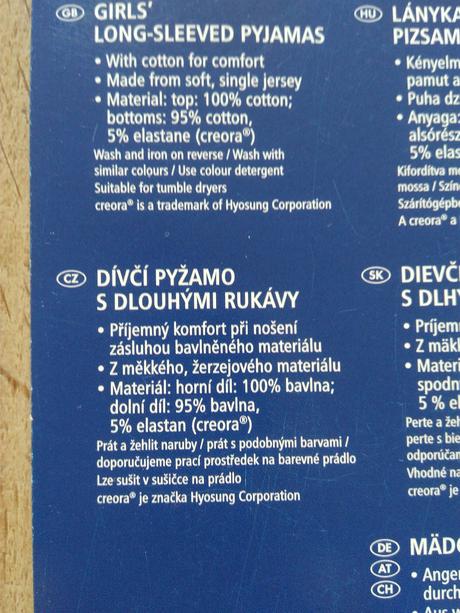 GB GIRLS'
LONG-SLEEVED PYJAMAS
• With cotton for comfort
• Made from soft, single jersey
• Material: top: 100% cotton;
bottoms: 95% cotton,
5% elastane (creora®)
Wash and iron on reverse / Wash with
similar colours / Use colour detergent
Suitable for tumble dryers
creora® is a trademark of Hyosung Corporation
HU LÁNYKA
PIZSAM
• Kényelm
pamut a
• Puha dz
• Anyaga:
alsórész
5% elas
Kifordítva m
mossa / Szín
Szárítógépbe
A creora® a
CZ DÍVČÍ PYŽAMO
S DLOUHÝMI RUKÁVY
• Příjemný komfort při nošení
zásluhou bavlněného materiálu
• Z měkkého, žerzejového materiálu
• Materiál: horní díl: 100% bavlna;
dolní díl: 95% bavlna,
5% elastan (creora®)
Prát a žehlit naruby / prát s podobnými barvami /
doporučujeme prací prostředek na barevné prádlo
Lze sušit v sušičce na prádlo
creora® je značka Hyosung Corporation
SK DIEVČ
S DLH
• Príjem
• Z mäk
• Materi
spodn
5 % el
Perte a žeh
perte s bie
odporúčan
Vhodné na
creora® je
DE MÄDC
AT • Anger
CH durch